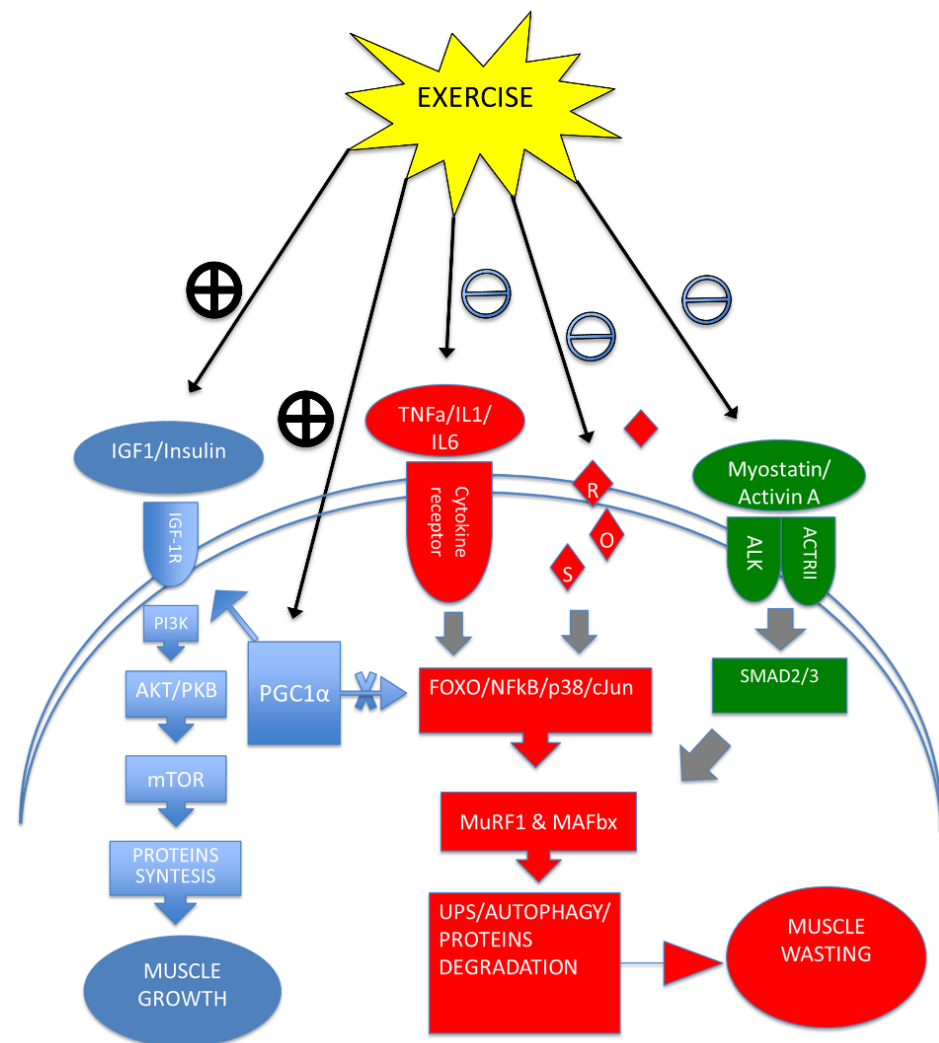 EXERCISE
IGF1/Insulin
TNFa/IL1/
IL6
Myostatin/
Activin A
IGF-1R
Cytokine
receptor
R
O
S
ALK
ACTRII
PI3K
AKT/PKB
PGC1α
FOXO/NFkB/p38/cJun
SMAD2/3
mTOR
MuRF1 & MAFbx
PROTEINS
SYNTESIS
UPS/AUTOPHAGY/
PROTEINS
DEGRADATION
MUSCLE
WASTING
MUSCLE
GROWTH